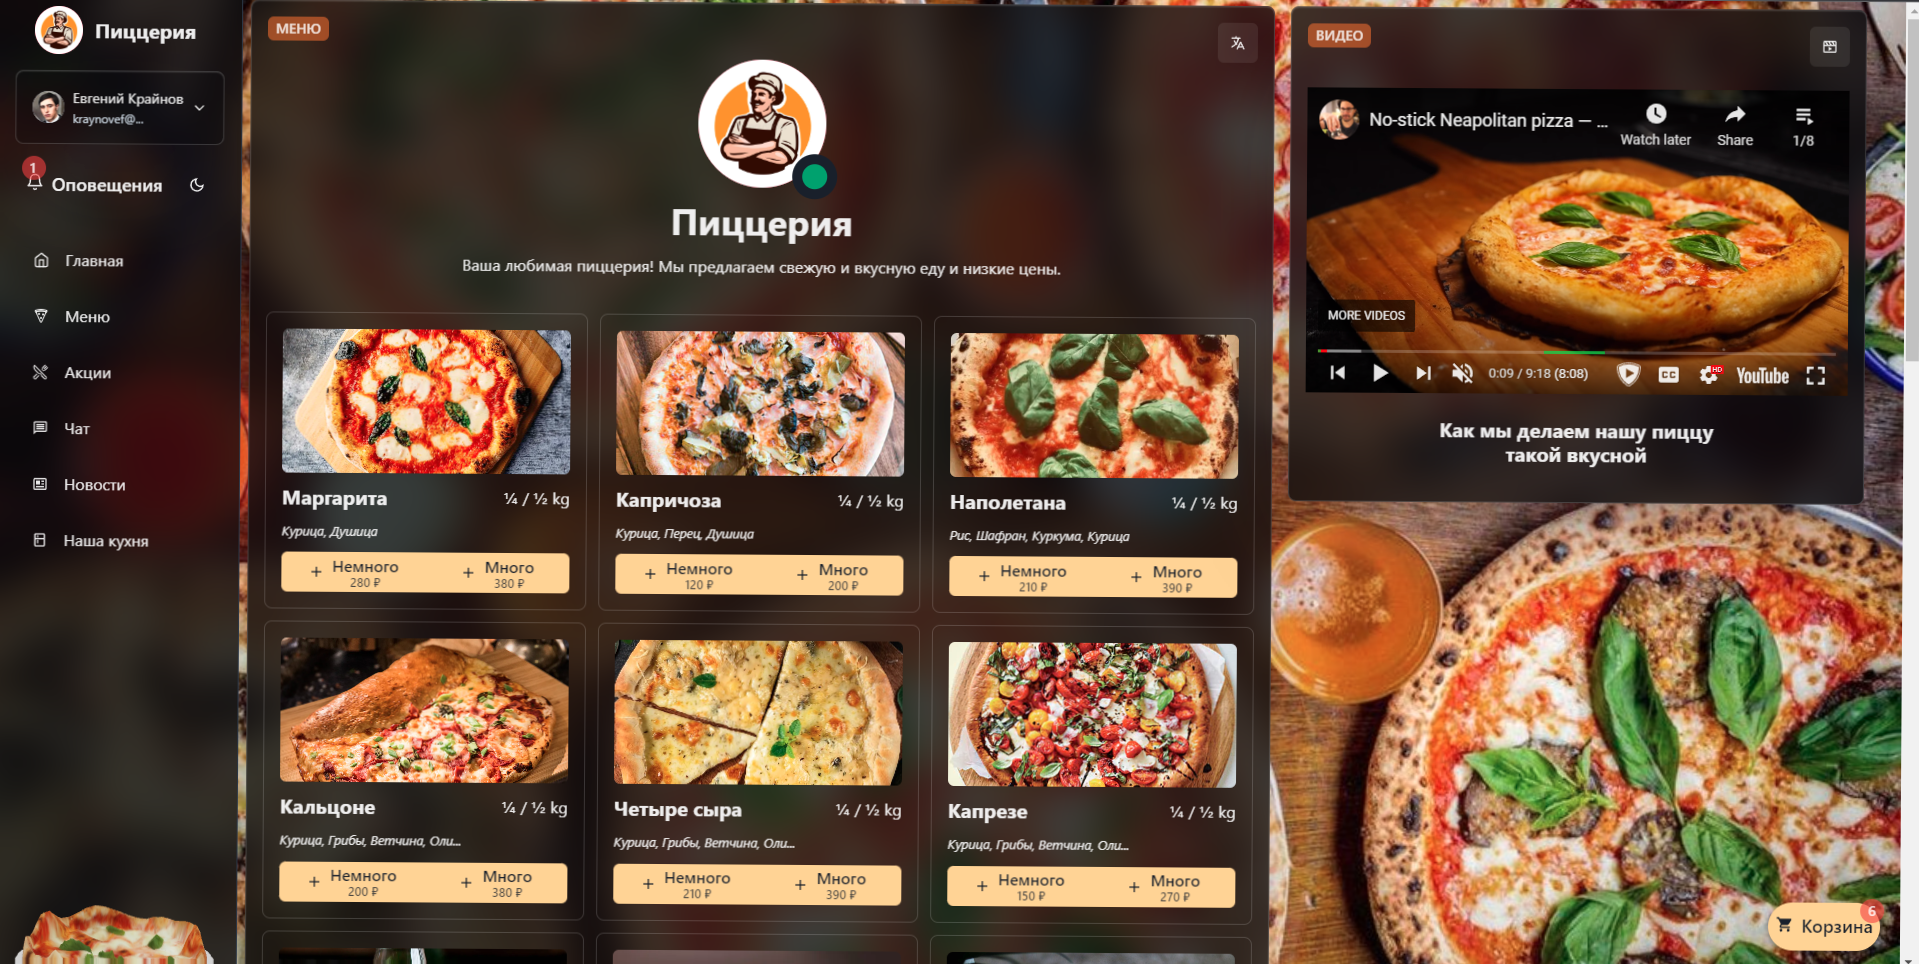 Пиццерия
Евгений Крайнов
kraynovef@...
1
Оповещения
Главная
Меню
Акции
Чат
Новости
Наша кухня
МЕНЮ
Пиццерия
Ваша любимая пиццерия! Мы предлагаем свежую и вкусную еду и низкие цены.
Маргарита ¼ / ½ kg
Курица, Душица
+ Немного 280 ₽ + Много 380 ₽
Капричоза ¼ / ½ kg
Курица, Перец, Душица
+ Немного 120 ₽ + Много 200 ₽
Наполетана ¼ / ½ kg
Рис, Шафран, Куркума, Курица
+ Немного 210 ₽ + Много 390 ₽
Кальцоне ¼ / ½ kg
Курица, Грибы, Ветчина, Оли...
+ Немного 200 ₽ + Много 380 ₽
Четыре сыра ¼ / ½ kg
Курица, Грибы, Ветчина, Оли...
+ Немного 210 ₽ + Много 390 ₽
Капрезе ¼ / ½ kg
Курица, Грибы, Ветчина, Оли...
+ Немного 150 ₽ + Много 270 ₽
ВИДЕО
No-stick Neapolitan pizza — ...
Watch later
Share
1/8
MORE VIDEOS
0:09 / 9:18 (8:08)
CC
HD
YouTube
Как мы делаем нашу пиццу
такой вкусной
6
Корзина